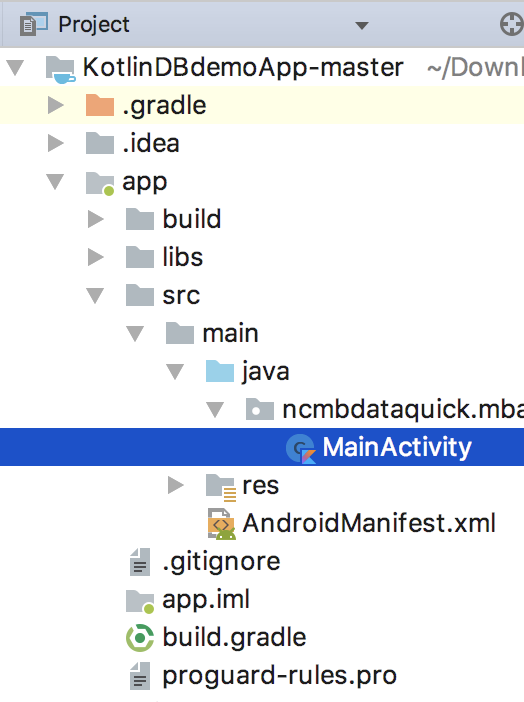 Project
KotlinDBdemoApp-master ~/Downl
.gradle
.idea
app
build
libs
src
main
java
ncmbdataquick.mba
MainActivity
res
AndroidManifest.xml
.gitignore
app.iml
build.gradle
proguard-rules.pro